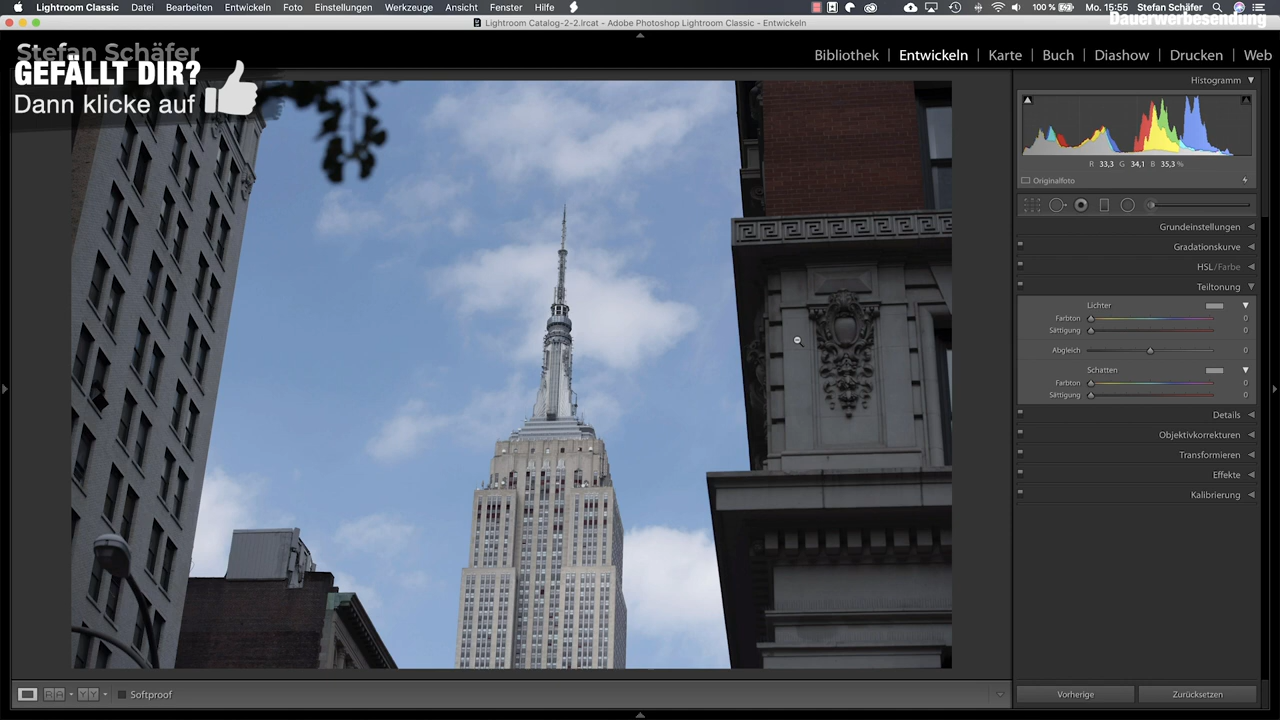 Lightroom Classic Datei Bearbeiten Entwickeln Foto Einstellungen Werkzeuge Ansicht Fenster Hilfe 100 % Mo. 15:55 Stefan Schäfer
Lightroom Catalog-2-2.lrcat - Adobe Photoshop Lightroom Classic - Entwickeln
Dauerwerbesendung
Stefan Schäfer
GEFÄLLT DIR?
Dann klicke auf
Bibliothek | Entwickeln | Karte | Buch | Diashow | Drucken | Web
Histogramm
R 33,3 G 34,1 B 35,3 %
Originalfoto
Grundeinstellungen
Gradationskurve
HSL/Farbe
Teiltonung
Lichter
Farbton 0
Sättigung 0
Abgleich 0
Schatten
Farbton 0
Sättigung 0
Details
Objektivkorrekturen
Transformieren
Effekte
Kalibrierung
Softproof
Vorherige Zurücksetzen